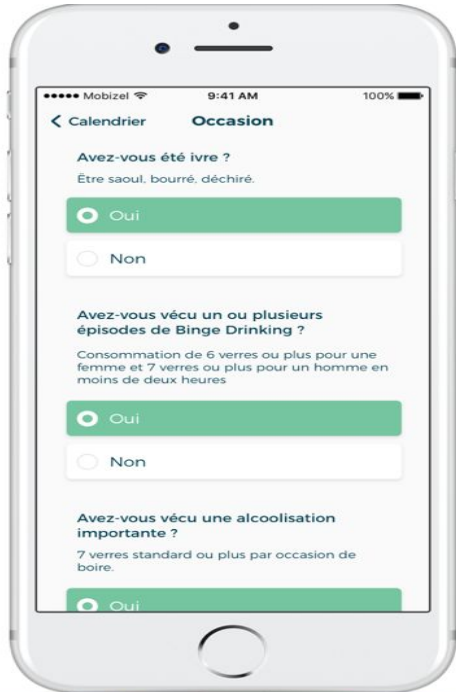 Mobizel 9:41 AM 100%
Calendrier Occasion
Avez-vous été ivre ?
Être saoul, bourré, déchiré.
Oui
Non
Avez-vous vécu un ou plusieurs
épisodes de Binge Drinking ?
Consommation de 6 verres ou plus pour une
femme et 7 verres ou plus pour un homme en
moins de deux heures
Oui
Non
Avez-vous vécu une alcoolisation
importante ?
7 verres standard ou plus par occasion de
boire.
Oui